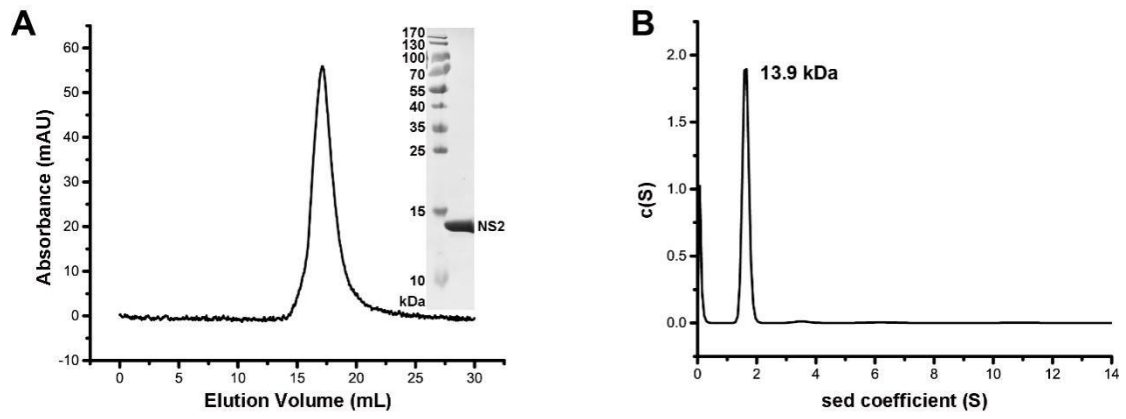 A
Absorbance (mAU)
60
50
40
30
20
10
0
-10
0 5 10 15 20 25 30
Elution Volume (mL)
170
130
100
70
55
40
35
25
15
10
kDa
NS2
B
c(S)
2.0
1.5
1.0
0.5
0.0
13.9 kDa
0 2 4 6 8 10 12 14
sed coefficient (S)